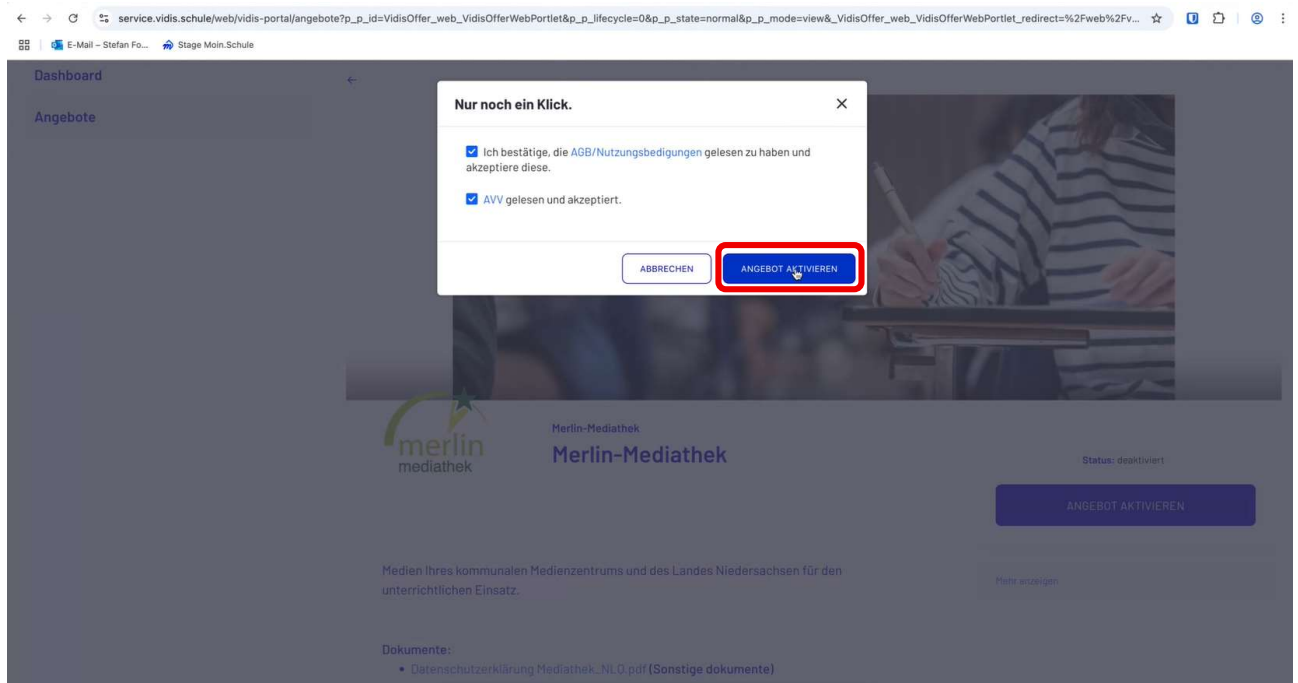 service.vidis.schule/web/vidis-portal/angebote?p_p_id=VidisOffer_web_VidisOfferWebPortlet&p_p_lifecycle=0&p_p_state=normal&p_p_mode=view&_VidisOffer_web_VidisOfferWebPortlet_redirect=%2Fweb%2Fv...
E-Mail – Stefan Fo... Stage Moin.Schule
Dashboard
Angebote
Nur noch ein Klick.
Ich bestätige, die AGB/Nutzungsbedigungen gelesen zu haben und
akzeptiere diese.
AVV gelesen und akzeptiert.
ABBRECHEN ANGEBOT AKTIVIEREN
merlin
mediathek
Merlin-Mediathek
Merlin-Mediathek
Status: deaktiviert
ANGEBOT AKTIVIEREN
Medien Ihres kommunalen Medienzentrums und des Landes Niedersachsen für den
unterrichtlichen Einsatz.
Mehr anzeigen
Dokumente:
• Datenschutzerklärung Mediathek_NLQ.pdf (Sonstige dokumente)